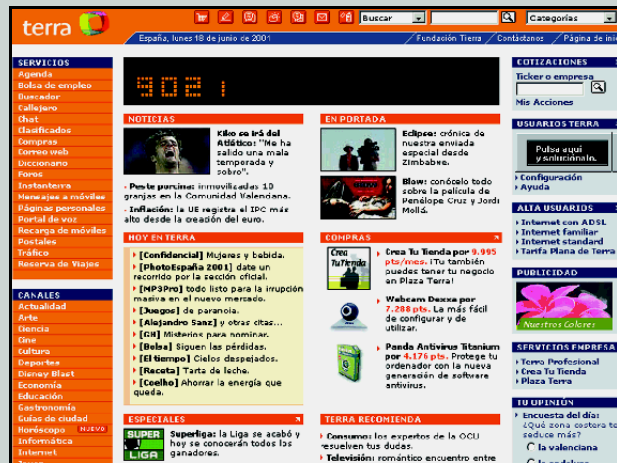 terra
Buscar
Categorías
España, lunes 18 de junio de 2001
Fundación Tierra
Contáctanos
Página de inic
SERVICIOS
Agenda
Bolsa de empleo
Buscador
Callejero
Chat
Clasificados
Compras
Correo web
Diccionario
Foros
Instanterra
Mensajes a móviles
Páginas personales
Portal de voz
Recarga de móviles
Postales
Tráfico
Reserva de Viajes
CANALES
Actualidad
Arte
Ciencia
Cine
Cultura
Deportes
Disney Blast
Economía
Educación
Gastronomía
Guías de ciudad
Horóscopo NUEVO
Informática
Internet
NOTICIAS
Kiko se irá del
Atlético: "Me ha
salido una mala
temporada y
sobro".
· Peste porcina: inmovilizadas 10
granjas en la Comunidad Valenciana.
· Inflación: la UE registra el IPC más
alto desde la creación del euro.
HOY EN TERRA
[Confidencial] Mujeres y bebida.
[PhotoEspaña 2001] date un
recorrido por la sección oficial.
[MP3Pro] todo listo para la irrupción
masiva en el nuevo mercado.
[Juegos] de paranoia.
[Alejandro Sanz] y otras citas...
[GH] Misterios para nominar.
[Bolsa] Siguen las pérdidas.
[El tiempo] Cielos despejados.
[Receta] Tarta de leche.
[Coelho] Ahorrar la energía que
queda.
ESPECIALES
SUPER
LIGA
Superliga: la Liga se acabó y
hoy se conocerán todos los
ganadores.
EN PORTADA
Eclipse: crónica de
nuestra enviada
especial desde
Zimbabwe.
Blow: conócelo todo
sobre la película de
Penélope Cruz y Jordi
Mollá.
COMPRAS
Crea
TuTienda
Crea Tu Tienda por 9.995
pts/mes. ¡Tu también
puedes tener tu negocio
en Plaza Terra!
Webcam Dexxa por
7.288 pts. La más fácil
de configurar y de
utilizar.
Panda Antivirus Titanium
por 4.176 pts. Protege tu
ordenador con la nueva
generación de software
antivirus.
TERRA RECOMIENDA
Consumo: los expertos de la OCU
resuelven tus dudas.
Televisión: romántico encuentro entre
COTIZACIONES
Ticker o empresa
Mis Acciones
USUARIOS TERRA
Pulsa aquí
y soluciónalo.
Configuración
Ayuda
ALTA USUARIOS
Internet con ADSL
Internet familiar
Internet standard
Tarifa Plana de Terra
PUBLICIDAD
Nuestros Colores
SERVICIOS EMPRESA
Terra Profesional
Crea Tu Tienda
Plaza Terra
TU OPINIÓN
Encuesta del día:
¿Qué zona costera te
seduce más?
la valenciana